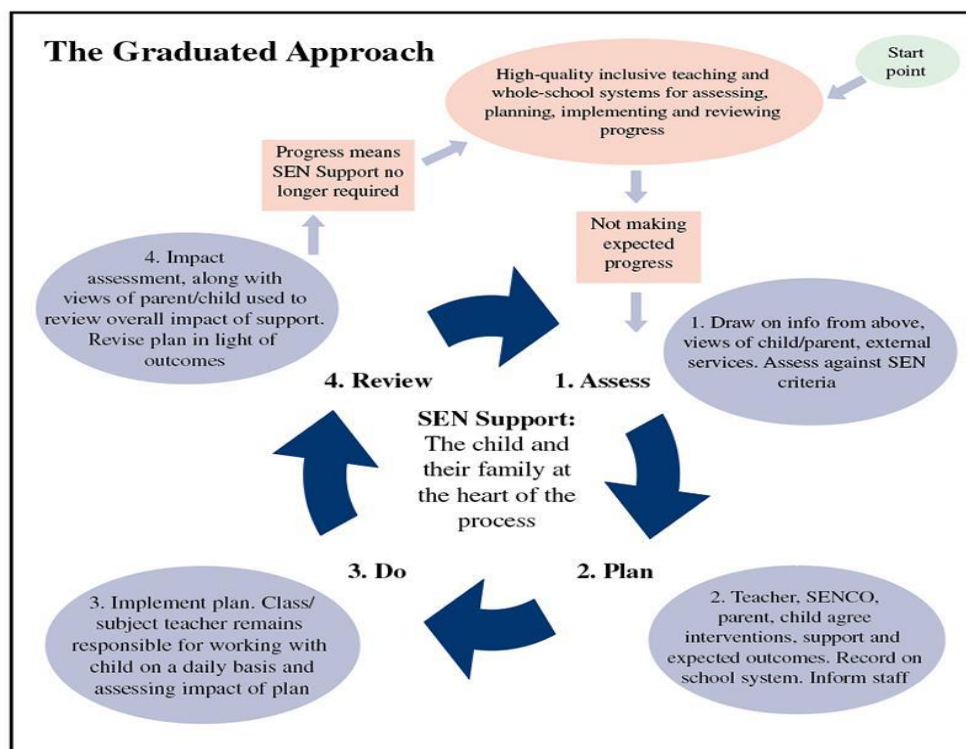 The Graduated Approach
Start
point
High-quality inclusive teaching and
whole-school systems for assessing,
planning, implementing and reviewing
progress
Progress means
SEN Support no
longer required
Not making
expected
progress
4. Impact
assessment, along with
views of parent/child used to
review overall impact of support.
Revise plan in light of
outcomes
1. Draw on info from above,
views of child/parent, external
services. Assess against SEN
criteria
4. Review
1. Assess
SEN Support:
The child and
their family at
the heart of the
process
3. Do
2. Plan
3. Implement plan. Class/
subject teacher remains
responsible for working with
child on a daily basis and
assessing impact of plan
2. Teacher, SENCO,
parent, child agree
interventions, support and
expected outcomes. Record on
school system. Inform staff